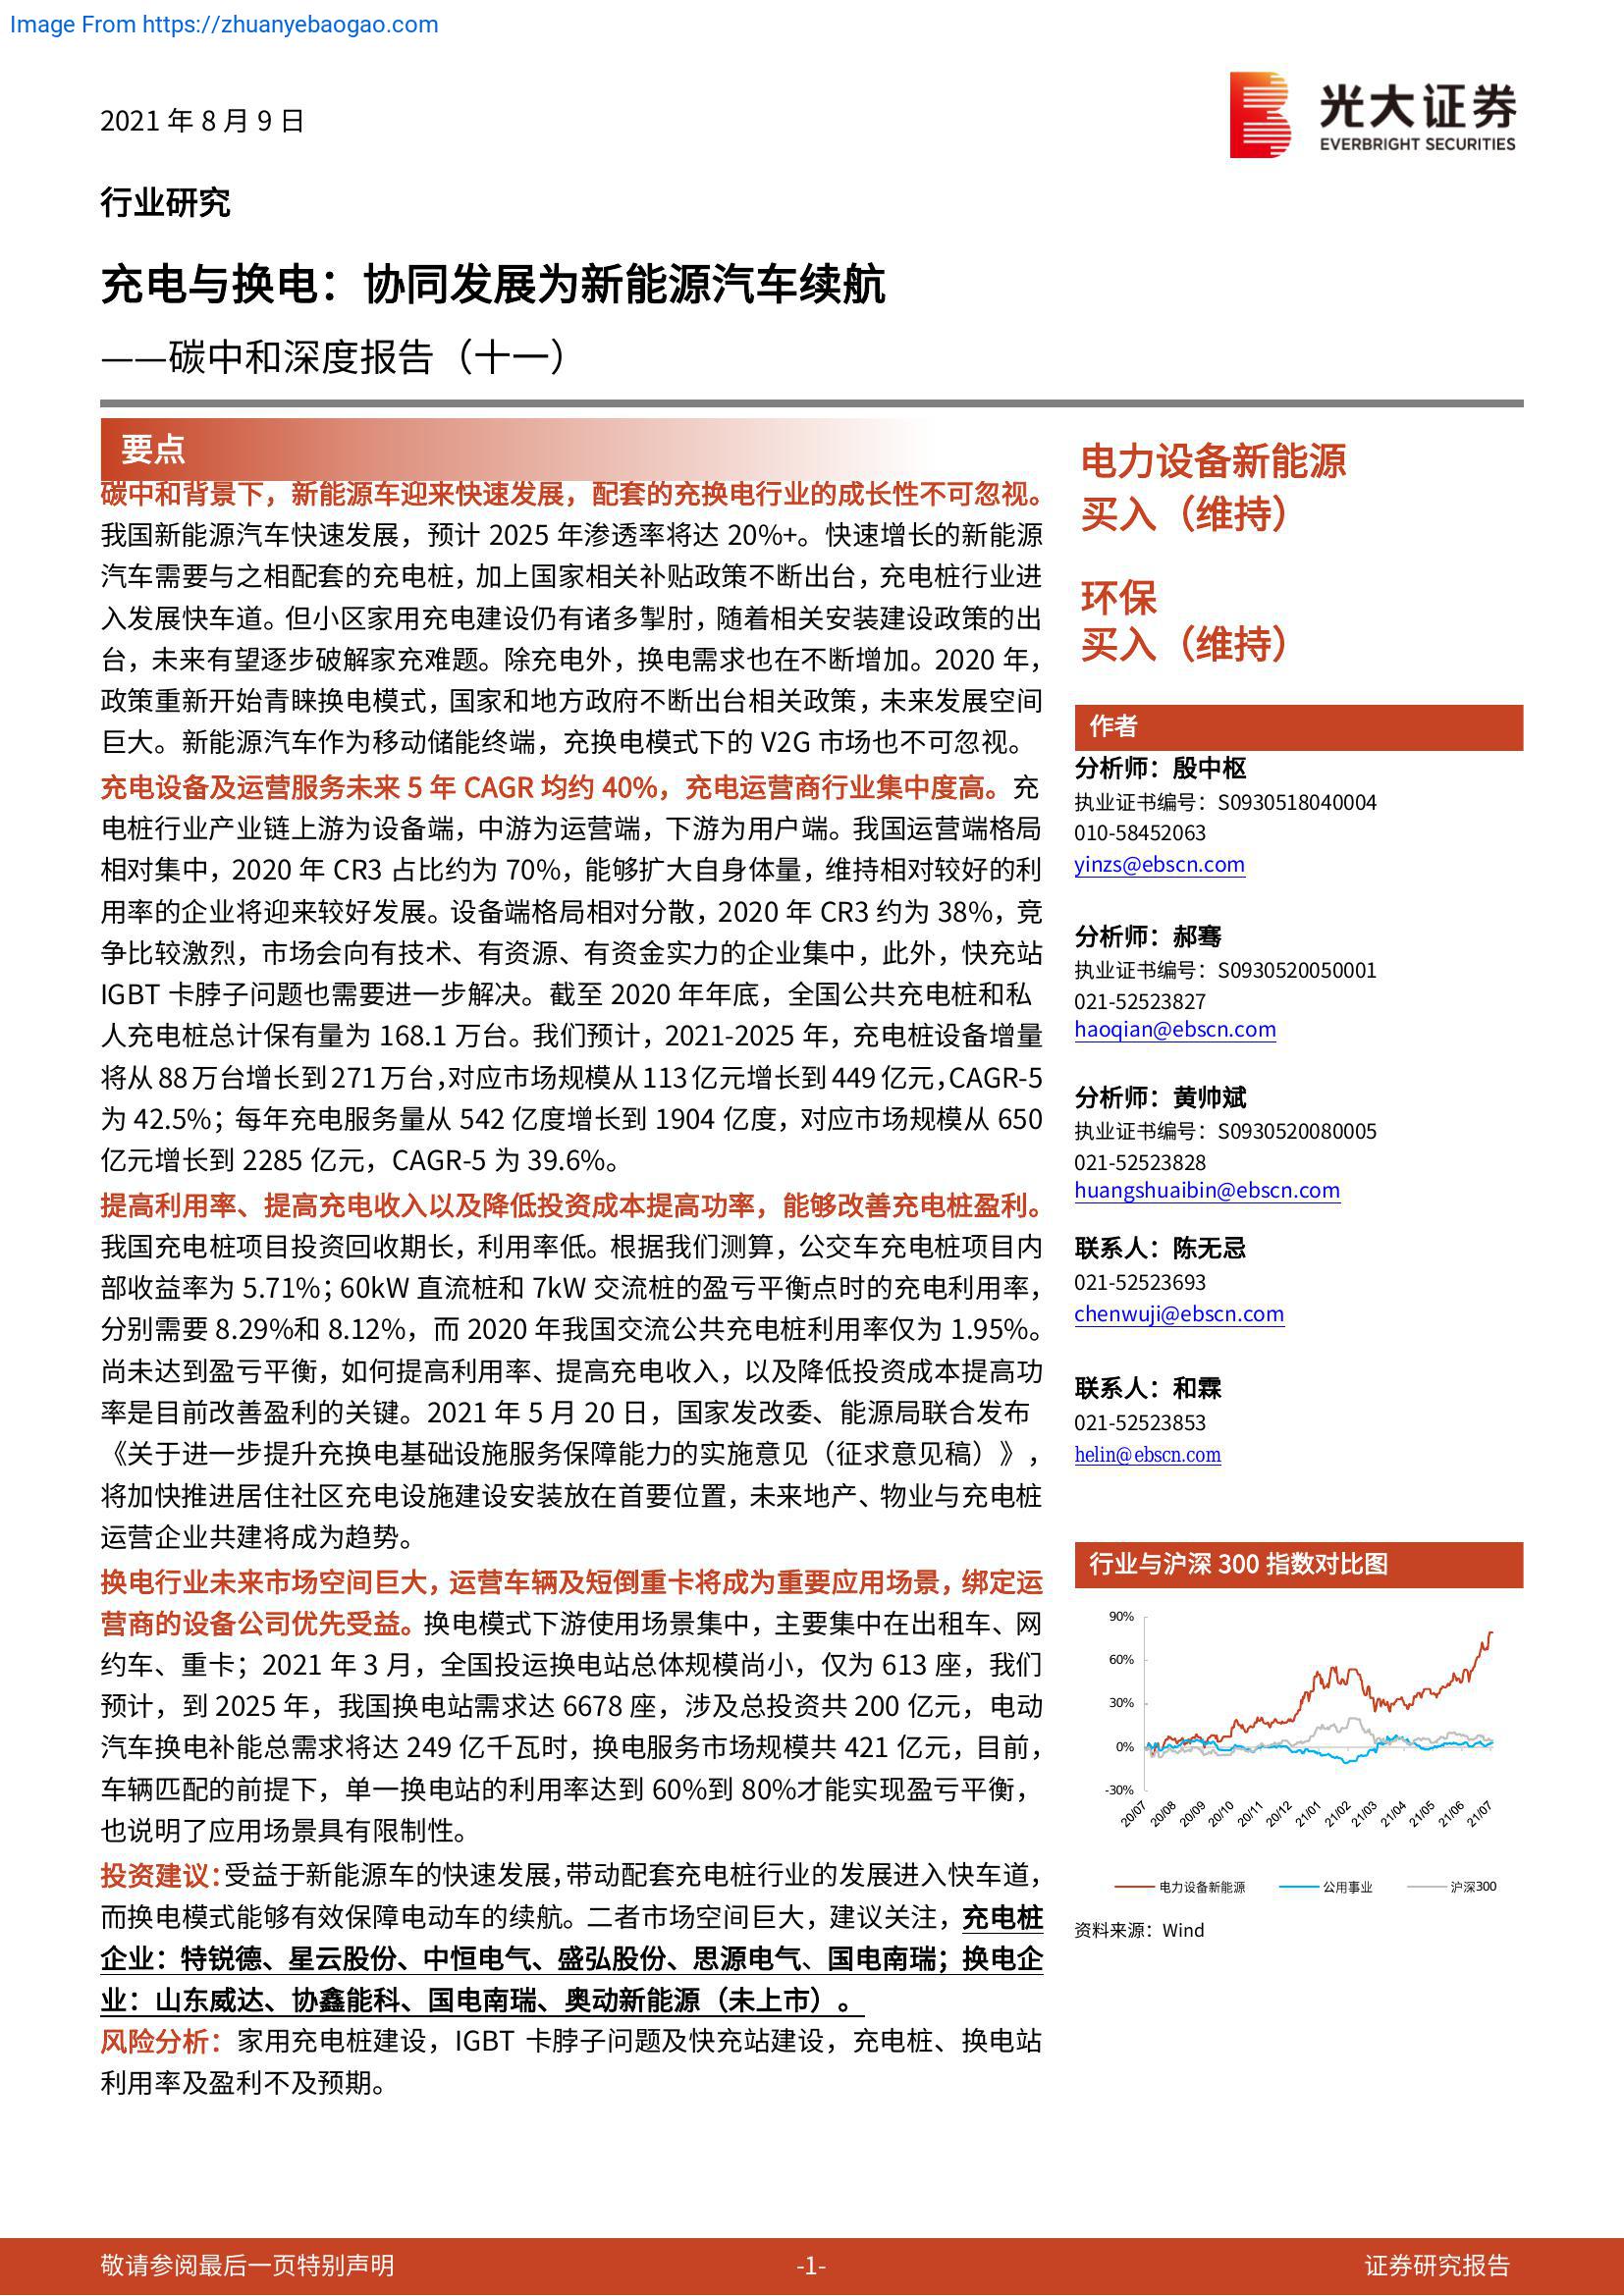 Image From https://zhuanyebaogao.com
2021 年 8 月 9 日
光大证券
EVERBRIGHT SECURITIES
行业研究
充电与换电：协同发展为新能源汽车续航
——碳中和深度报告（十一）
要点
碳中和背景下，新能源车迎来快速发展，配套的充换电行业的成长性不可忽视。
我国新能源汽车快速发展，预计 2025 年渗透率将达 20%+。快速增长的新能源
汽车需要与之相配套的充电桩，加上国家相关补贴政策不断出台，充电桩行业进
入发展快车道。但小区家用充电建设仍有诸多掣肘，随着相关安装建设政策的出
台，未来有望逐步破解家充难题。除充电外，换电需求也在不断增加。2020 年，
政策重新开始青睐换电模式，国家和地方政府不断出台相关政策，未来发展空间
巨大。新能源汽车作为移动储能终端，充换电模式下的 V2G 市场也不可忽视。
充电设备及运营服务未来 5 年 CAGR 均约 40%，充电运营商行业集中度高。充
电桩行业产业链上游为设备端，中游为运营端，下游为用户端。我国运营端格局
相对集中，2020 年 CR3 占比约为 70%，能够扩大自身体量，维持相对较好的利
用率的企业将迎来较好发展。设备端格局相对分散，2020 年 CR3 约为 38%，竞
争比较激烈，市场会向有技术、有资源、有资金实力的企业集中，此外，快充站
IGBT 卡脖子问题也需要进一步解决。截至 2020 年年底，全国公共充电桩和私
人充电桩总计保有量为 168.1 万台。我们预计，2021-2025 年，充电桩设备增量
将从 88 万台增长到 271 万台，对应市场规模从 113 亿元增长到 449 亿元，CAGR-5
为 42.5%；每年充电服务量从 542 亿度增长到 1904 亿度，对应市场规模从 650
亿元增长到 2285 亿元，CAGR-5 为 39.6%。
提高利用率、提高充电收入以及降低投资成本提高功率，能够改善充电桩盈利。
我国充电桩项目投资回收期长，利用率低。根据我们测算，公交车充电桩项目内
部收益率为 5.71%；60kW 直流桩和 7kW 交流桩的盈亏平衡点时的充电利用率，
分别需要 8.29%和 8.12%，而 2020 年我国交流公共充电桩利用率仅为 1.95%。
尚未达到盈亏平衡，如何提高利用率、提高充电收入，以及降低投资成本提高功
率是目前改善盈利的关键。2021 年 5 月 20 日，国家发改委、能源局联合发布
《关于进一步提升充换电基础设施服务保障能力的实施意见（征求意见稿）》，
将加快推进居住社区充电设施建设安装放在首要位置，未来地产、物业与充电桩
运营企业共建将成为趋势。
换电行业未来市场空间巨大，运营车辆及短倒重卡将成为重要应用场景，绑定运
营商的设备公司优先受益。换电模式下游使用场景集中，主要集中在出租车、网
约车、重卡；2021 年 3 月，全国投运换电站总体规模尚小，仅为 613 座，我们
预计，到 2025 年，我国换电站需求达 6678 座，涉及总投资共 200 亿元，电动
汽车换电补能总需求将达 249 亿千瓦时，换电服务市场规模共 421 亿元，目前，
车辆匹配的前提下，单一换电站的利用率达到 60%到 80%才能实现盈亏平衡，
也说明了应用场景具有限制性。
投资建议：受益于新能源车的快速发展，带动配套充电桩行业的发展进入快车道，
而换电模式能够有效保障电动车的续航。二者市场空间巨大，建议关注，充电桩
企业：特锐德、星云股份、中恒电气、盛弘股份、思源电气、国电南瑞；换电企
业：山东威达、协鑫能科、国电南瑞、奥动新能源（未上市）。
风险分析：家用充电桩建设，IGBT 卡脖子问题及快充站建设，充电桩、换电站
利用率及盈利不及预期。
电力设备新能源
买入（维持）
环保
买入（维持）
作者
分析师：殷中枢
执业证书编号：S0930518040004
010-58452063
yinzs@ebscn.com
分析师：郝骞
执业证书编号：S0930520050001
021-52523827
haoqian@ebscn.com
分析师：黄帅斌
执业证书编号：S0930520080005
021-52523828
huangshuaibin@ebscn.com
联系人：陈无忌
021-52523693
chenwuji@ebscn.com
联系人：和霖
021-52523853
helin@ebscn.com
行业与沪深 300 指数对比图
90%
60%
30%
0%
-30%
20/07 20/08 20/09 20/10 20/11 20/12 21/01 21/02 21/03 21/04 21/05 21/06 21/07
电力设备新能源 公用事业 沪深300
资料来源：Wind
敬请参阅最后一页特别声明 -1- 证券研究报告